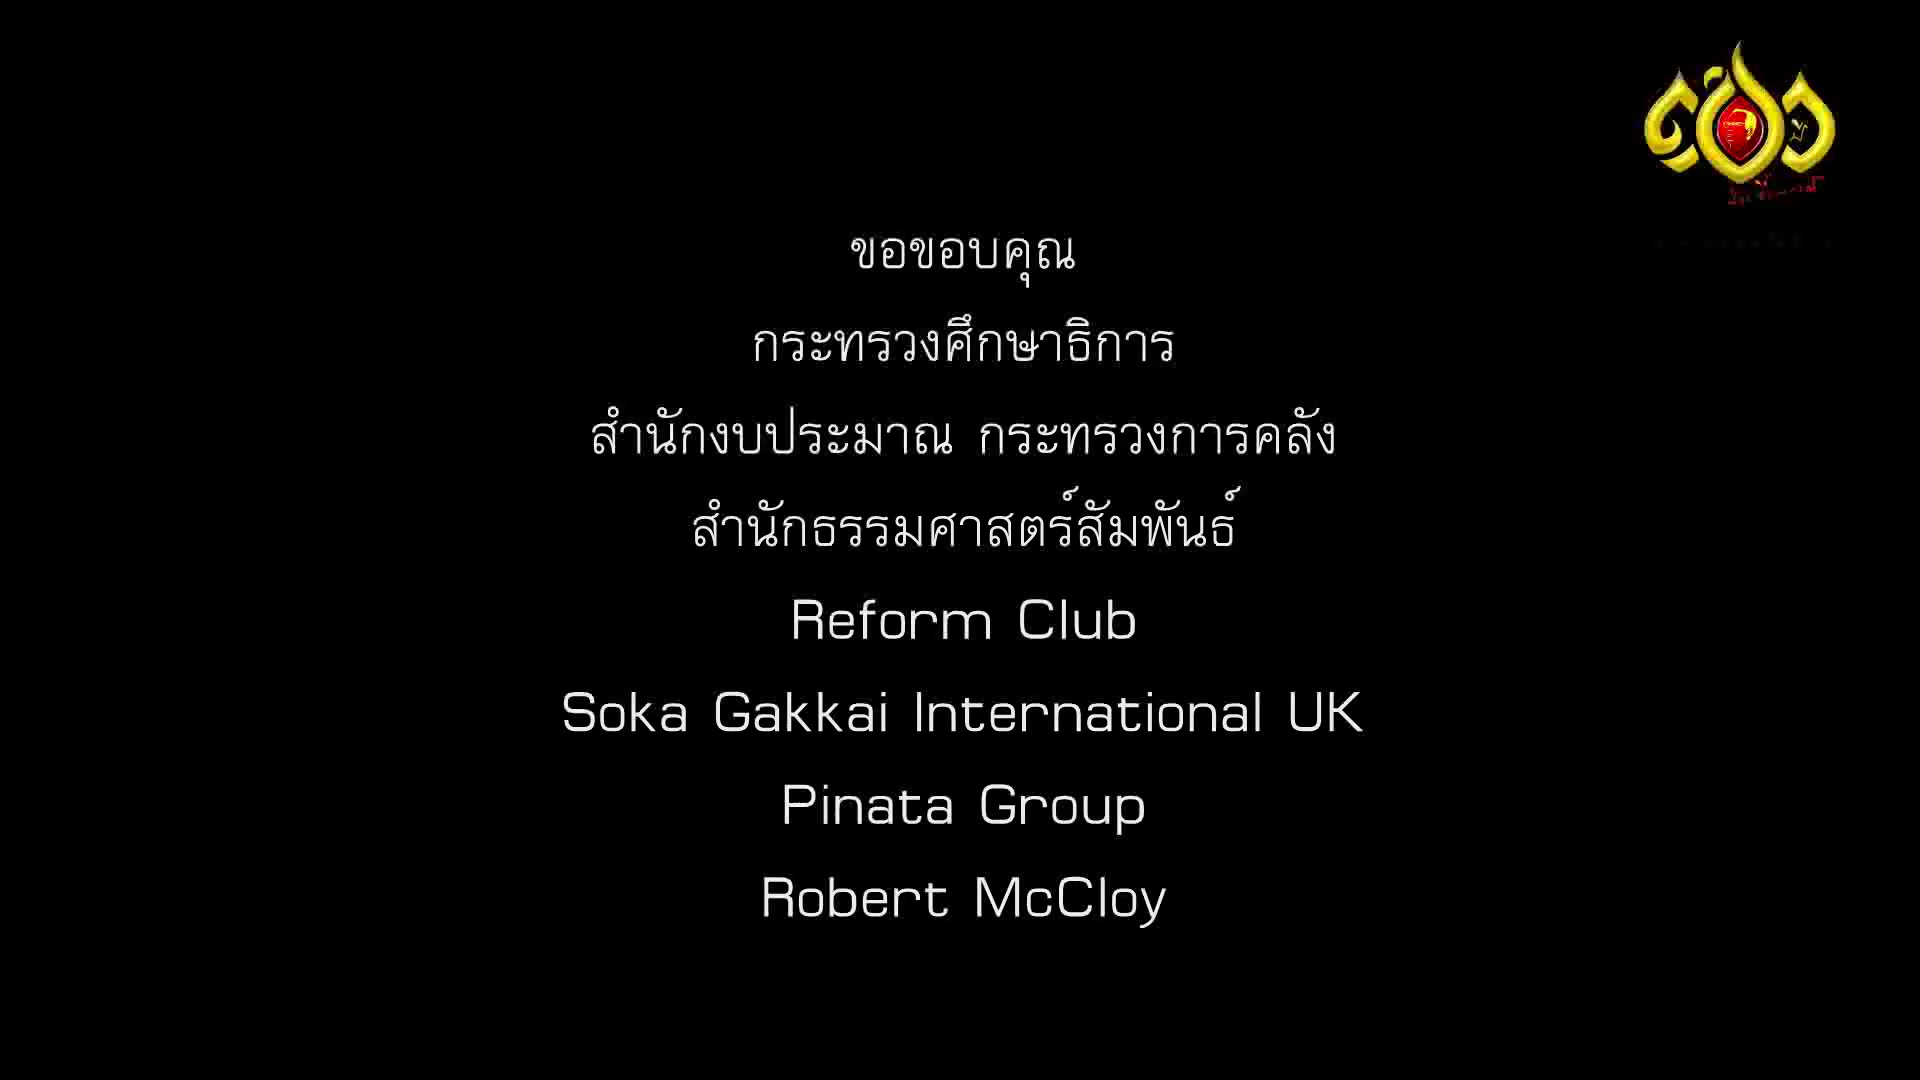 ขอขอบคุณ
กระทรวงศึกษาธิการ
สำนักงบประมาณ กระทรวงการคลัง
สำนักธรรมศาสตร์สัมพันธ์
Reform Club
Soka Gakkai International UK
Pinata Group
Robert McCloy